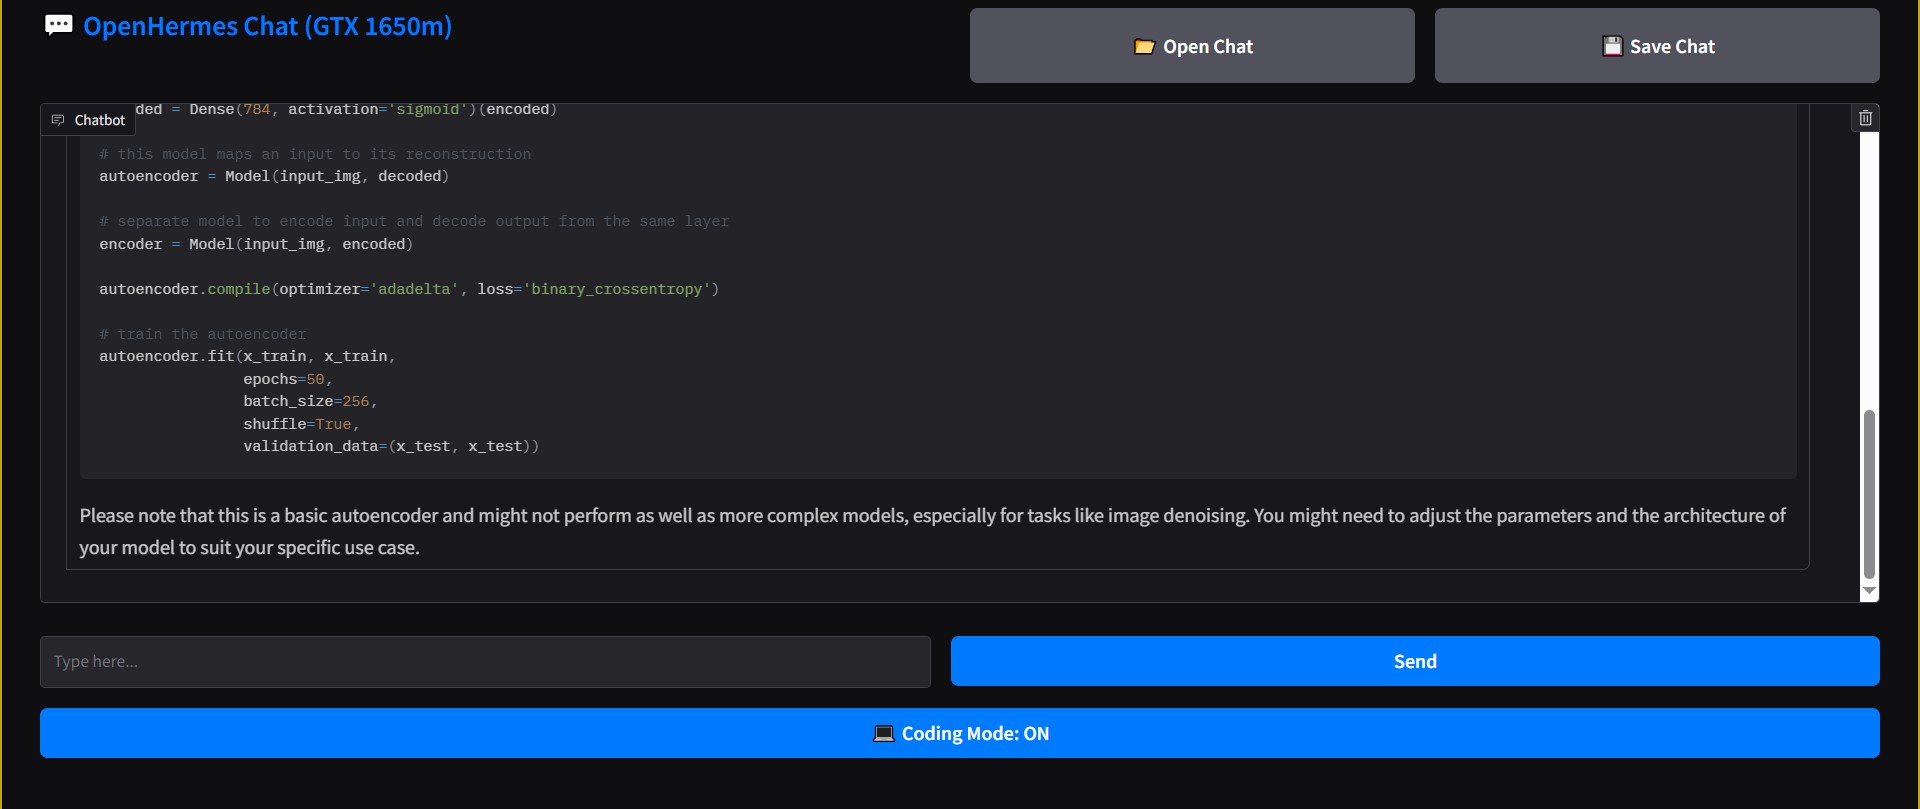 💬 OpenHermes Chat (GTX 1650m)
📂 Open Chat
💾 Save Chat
Chatbot
ded = Dense(784, activation='sigmoid')(encoded)
# this model maps an input to its reconstruction
autoencoder = Model(input_img, decoded)
# separate model to encode input and decode output from the same layer
encoder = Model(input_img, encoded)
autoencoder.compile(optimizer='adadelta', loss='binary_crossentropy')
# train the autoencoder
autoencoder.fit(x_train, x_train,
epochs=50,
batch_size=256,
shuffle=True,
validation_data=(x_test, x_test))
Please note that this is a basic autoencoder and might not perform as well as more complex models, especially for tasks like image denoising. You might need to adjust the parameters and the architecture of
your model to suit your specific use case.
Type here...
Send
💻 Coding Mode: ON